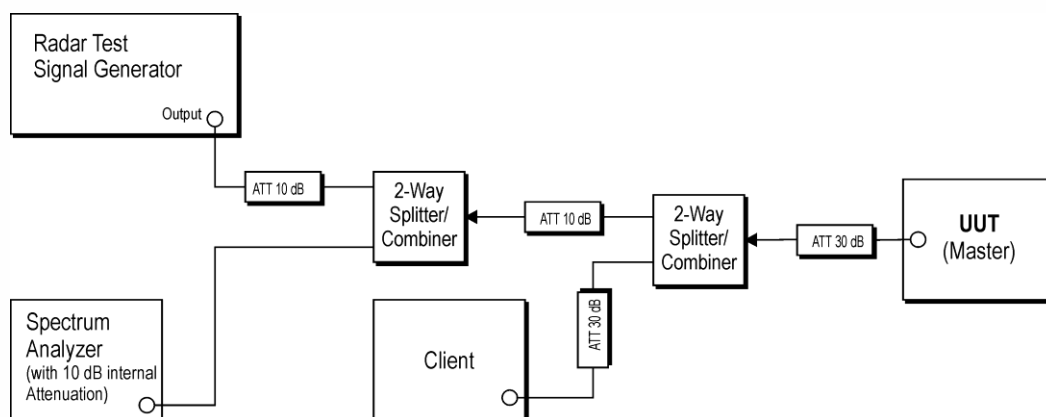 Radar Test
Signal Generator
Output
ATT 10 dB
2-Way
Splitter/
Combiner
ATT 10 dB
2-Way
Splitter/
Combiner
ATT 30 dB
UUT
(Master)
Spectrum
Analyzer
(with 10 dB internal
Attenuation)
Client
ATT 30 dB